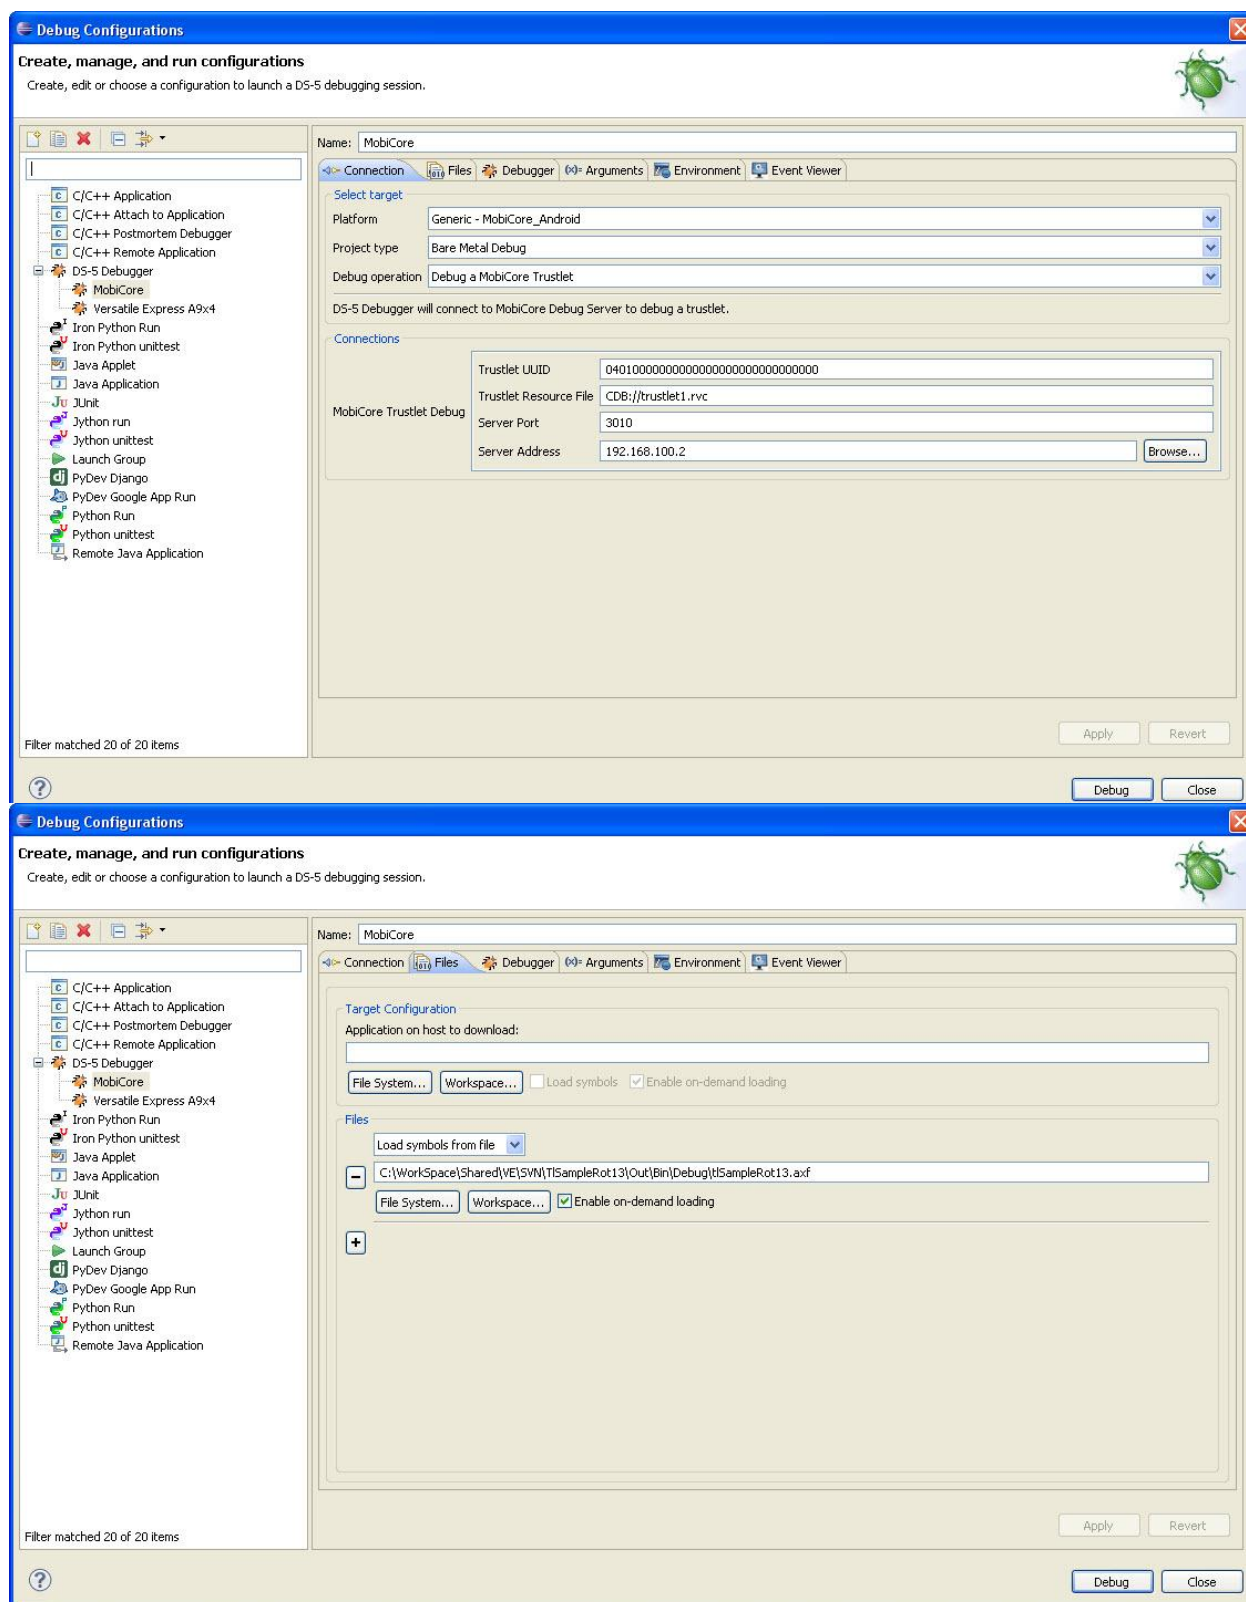 Debug Configurations
Create, manage, and run configurations
Create, edit or choose a configuration to launch a DS-5 debugging session.
C/C++ Application
C/C++ Attach to Application
C/C++ Postmortem Debugger
C/C++ Remote Application
DS-5 Debugger
MobiCore
Versatile Express A9x4
Iron Python Run
Iron Python unittest
Java Applet
Java Application
JUnit
Jython run
Jython unittest
Launch Group
PyDev Django
PyDev Google App Run
Python Run
Python unittest
Remote Java Application
Filter matched 20 of 20 items
Name: MobiCore
Connection Files Debugger (x)= Arguments Environment Event Viewer
Select target
Platform Generic - MobiCore_Android
Project type Bare Metal Debug
Debug operation Debug a MobiCore Trustlet
DS-5 Debugger will connect to MobiCore Debug Server to debug a trustlet.
Connections
MobiCore Trustlet Debug
Trustlet UUID 04010000000000000000000000000000
Trustlet Resource File CDB://trustlet1.rvc
Server Port 3010
Server Address 192.168.100.2 Browse...
Apply Revert
Debug Close
Debug Configurations
Create, manage, and run configurations
Create, edit or choose a configuration to launch a DS-5 debugging session.
C/C++ Application
C/C++ Attach to Application
C/C++ Postmortem Debugger
C/C++ Remote Application
DS-5 Debugger
MobiCore
Versatile Express A9x4
Iron Python Run
Iron Python unittest
Java Applet
Java Application
JUnit
Jython run
Jython unittest
Launch Group
PyDev Django
PyDev Google App Run
Python Run
Python unittest
Remote Java Application
Filter matched 20 of 20 items
Name: MobiCore
Connection Files Debugger (x)= Arguments Environment Event Viewer
Target Configuration
Application on host to download:
File System... Workspace... Load symbols Enable on-demand loading
Files
Load symbols from file
C:\WorkSpace\Shared\VE\SVN\TlSampleRot13\Out\Bin\Debug\tlSampleRot13.axf
File System... Workspace... Enable on-demand loading
Apply Revert
Debug Close